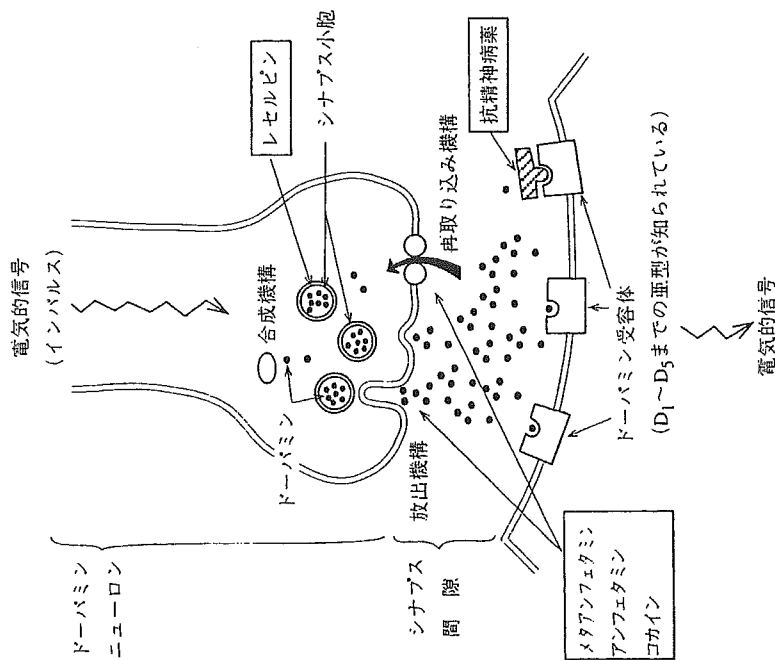 電気的信号
(インパルス)
レセルピン
シナプス小胞
合成機構
ドーパミン
ドーパミン
ニューロン
放出機構
再取り込み機構
シナプス
間隙
抗精神病薬
メタアンフェタミン
アンフェタミン
コカイン
ドーパミン受容体
(D₁～D₅までの亜型が知られている)
電気的信号